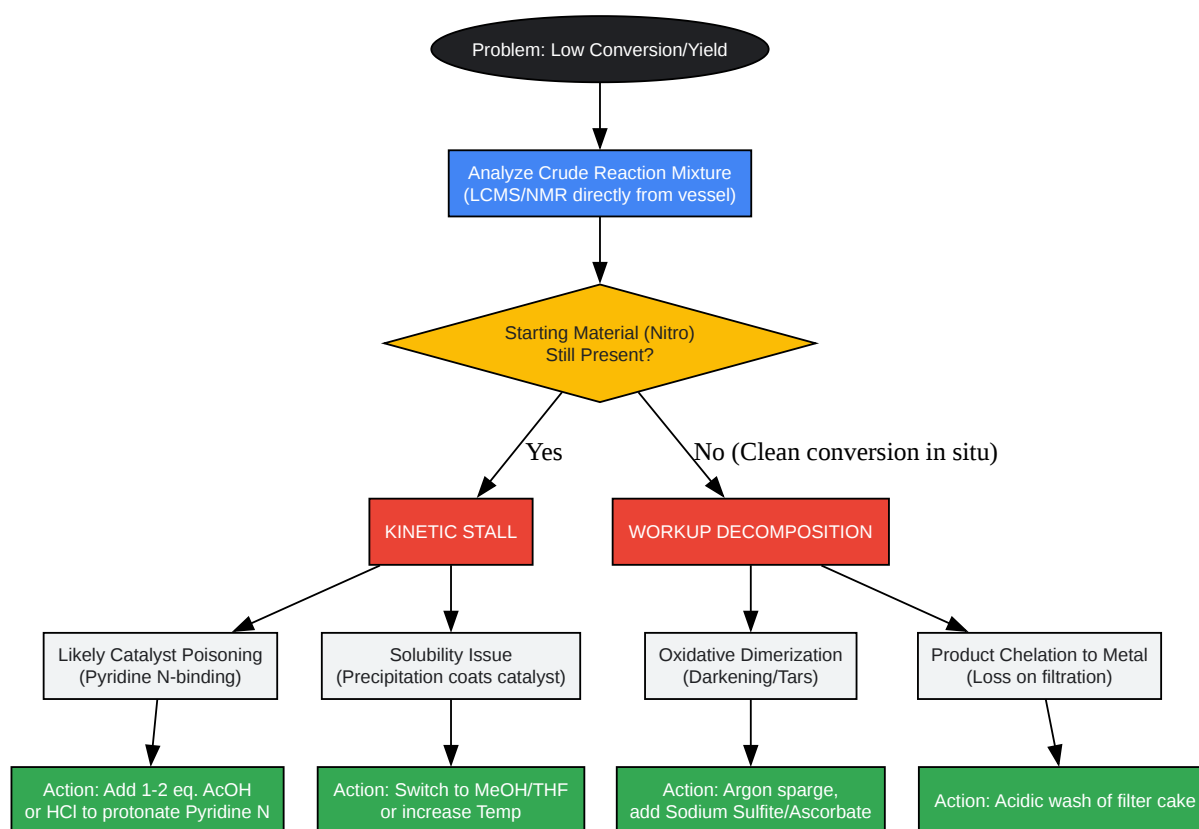 Problem: Low Conversion/Yield
Analyze Crude Reaction Mixture
(LCMS/NMR directly from vessel)
Starting Material (Nitro)
Still Present?
Yes
No (Clean conversion in situ)
KINETIC STALL
WORKUP DECOMPOSITION
Likely Catalyst Poisoning
(Pyridine N-binding)
Solubility Issue
(Precipitation coats catalyst)
Oxidative Dimerization
(Darkening/Tars)
Product Chelation to Metal
(Loss on filtration)
Action: Add 1-2 eq. AcOH
or HCl to protonate Pyridine N
Action: Switch to MeOH/THF
or increase Temp
Action: Argon sparge,
add Sodium Sulfite/Ascorbate
Action: Acidic wash of filter cake